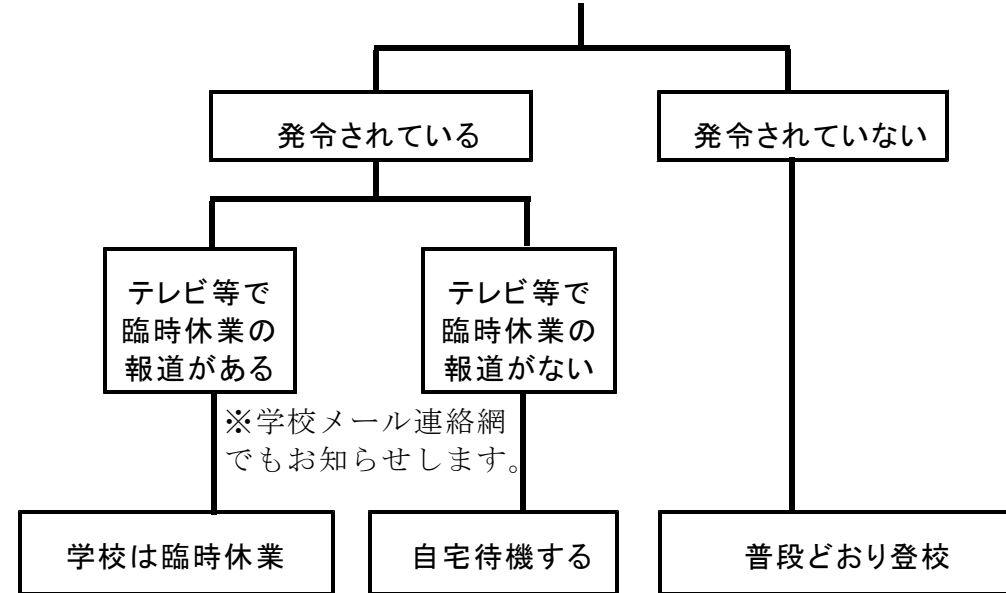 発令されている
発令されていない
テレビ等で
臨時休業の
報道がある
テレビ等で
臨時休業の
報道がない
※学校メール連絡網
でもお知らせします。
学校は臨時休業
自宅待機する
普段どおり登校